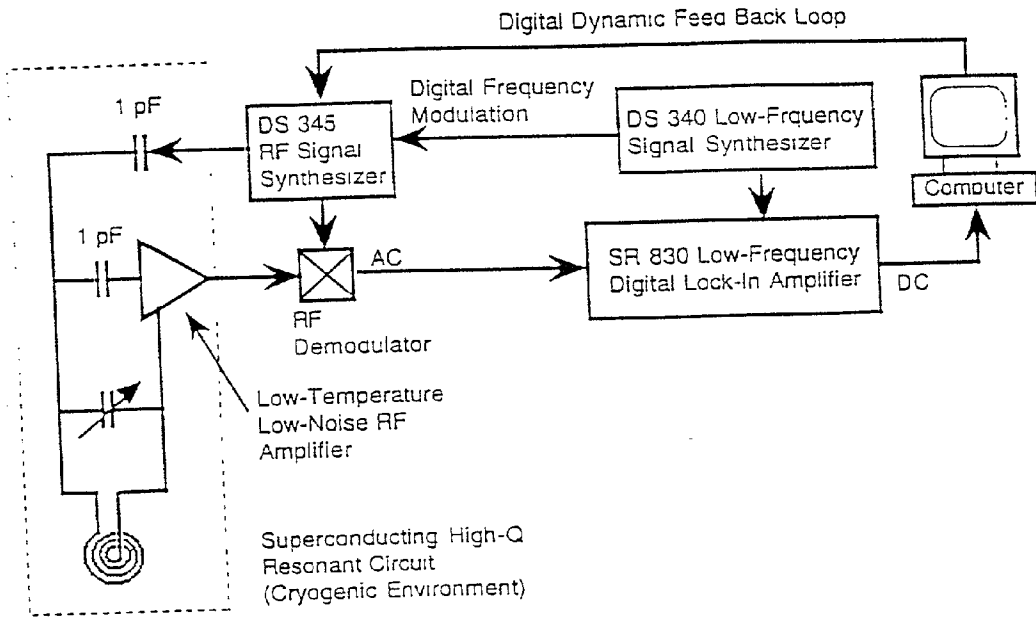 Digital Dynamic Feed Back Loop
1 pF
DS 345
RF Signal
Synthesizer
Digital Frequency
Modulation
DS 340 Low-Frquency
Signal Synthesizer
Computer
1 pF
AC
SR 830 Low-Frequency
Digital Lock-In Amplifier
DC
RF
Demodulator
Low-Temperature
Low-Noise RF
Amplifier
Superconducting High-Q
Resonant Circuit
(Cryogenic Environment)